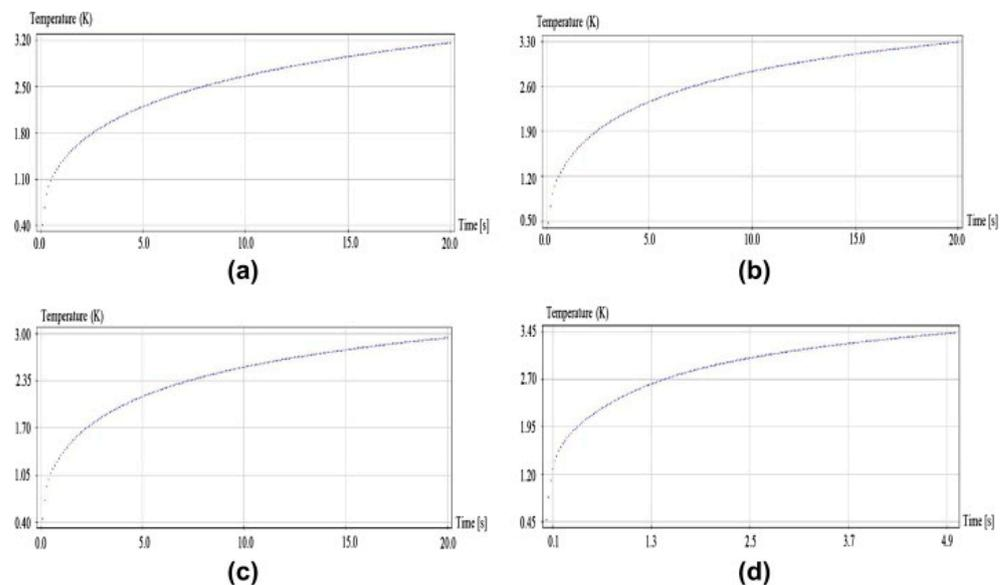 Temperature (K)
3.20
2.50
1.80
1.10
0.40
0.0 5.0 10.0 15.0 20.0
Time [s]
(a)
Temperature (K)
3.30
2.60
1.90
1.20
0.50
0.0 5.0 10.0 15.0 20.0
Time [s]
(b)
Temperature (K)
3.00
2.35
1.70
1.05
0.40
0.0 5.0 10.0 15.0 20.0
Time [s]
(c)
Temperature (K)
3.45
2.70
1.95
1.20
0.45
0.1 1.3 2.5 3.7 4.9
Time [s]
(d)